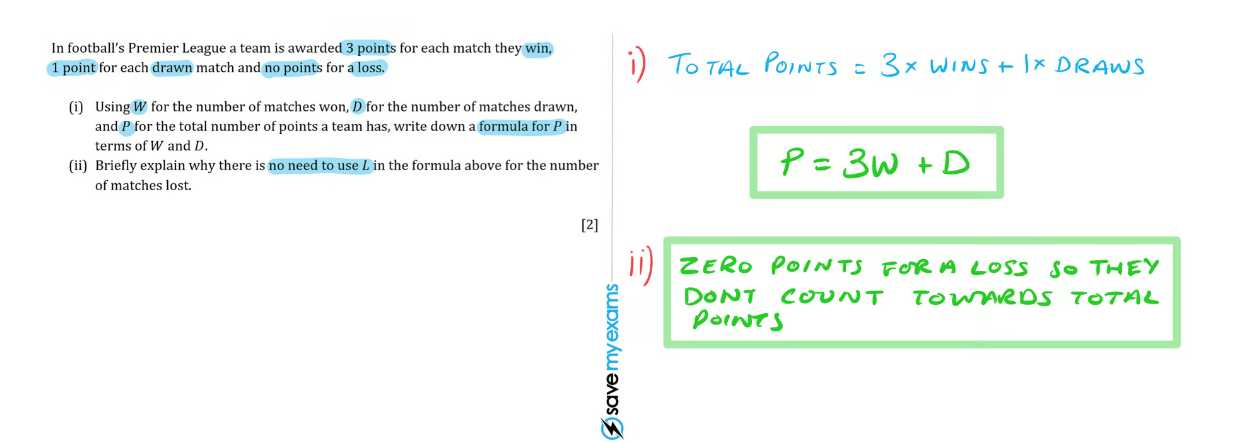 In football's Premier League a team is awarded 3 points for each match they win,
1 point for each drawn match and no points for a loss.
(i) Using W for the number of matches won, D for the number of matches drawn,
and P for the total number of points a team has, write down a formula for P in
terms of W and D.
(ii) Briefly explain why there is no need to use L in the formula above for the number
of matches lost.
[2]
save my exams
i) TOTAL POINTS = 3 × WINS + 1 × DRAWS
P = 3W + D
ii) ZERO POINTS FOR A LOSS SO THEY
DONT COUNT TOWARDS TOTAL
POINTS